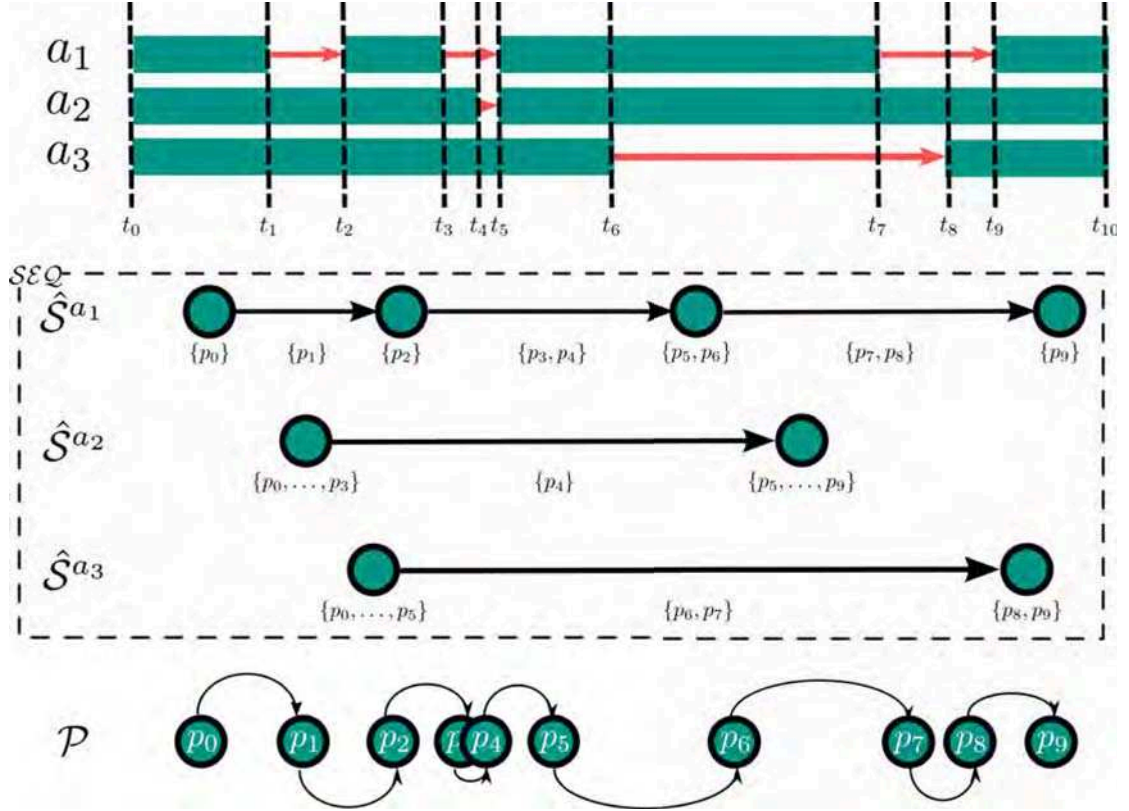 a₁
a₂
a₃
t₀ t₁ t₂ t₃ t₄ t₅ t₆ t₇ t₈ t₉ t₁₀
SEQ
Ŝᵃ¹
{p₀} {p₁} {p₂} {p₃, p₄} {p₅, p₆} {p₇, p₈} {p₉}
Ŝᵃ²
{p₀, . . . , p₃} {p₄} {p₅, . . . , p₉}
Ŝᵃ³
{p₀, . . . , p₅} {p₆, p₇} {p₈, p₉}
P p₀ p₁ p₂ p p₄ p₅ p₆ p₇ p₈ p₉